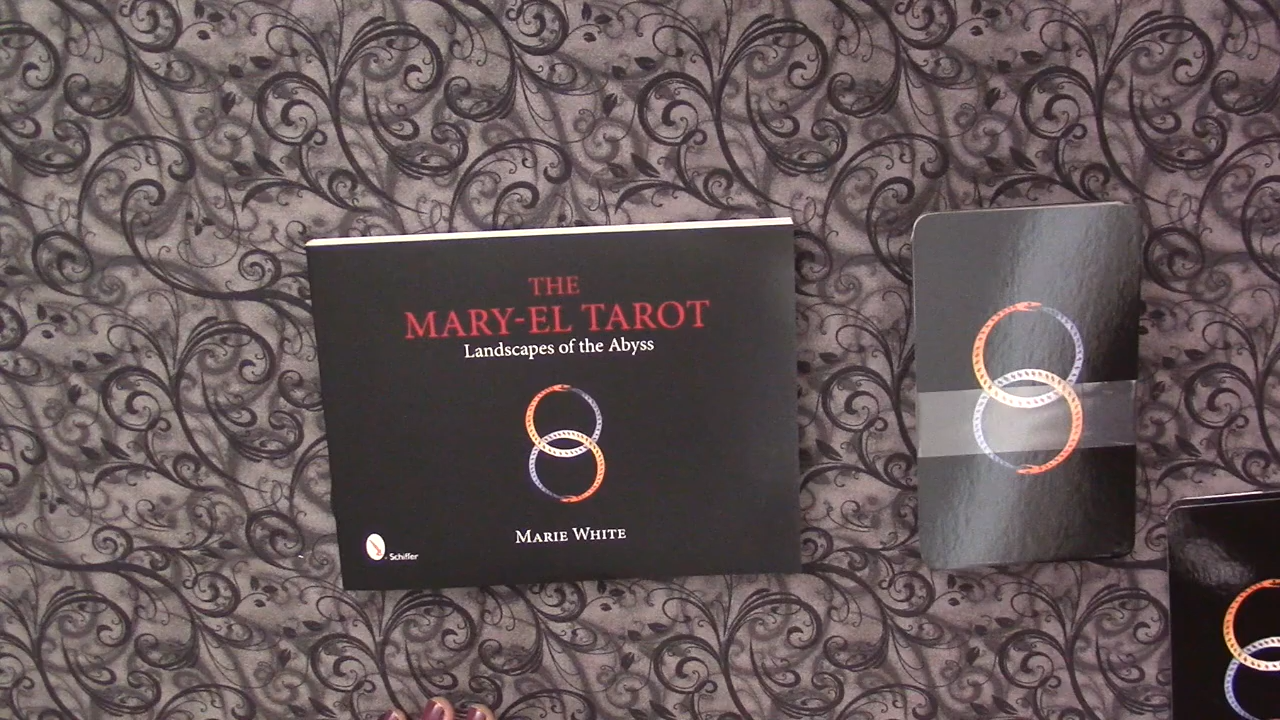 THE
MARY-EL TAROT
Landscapes of the Abyss
MARIE WHITE
Schiffer